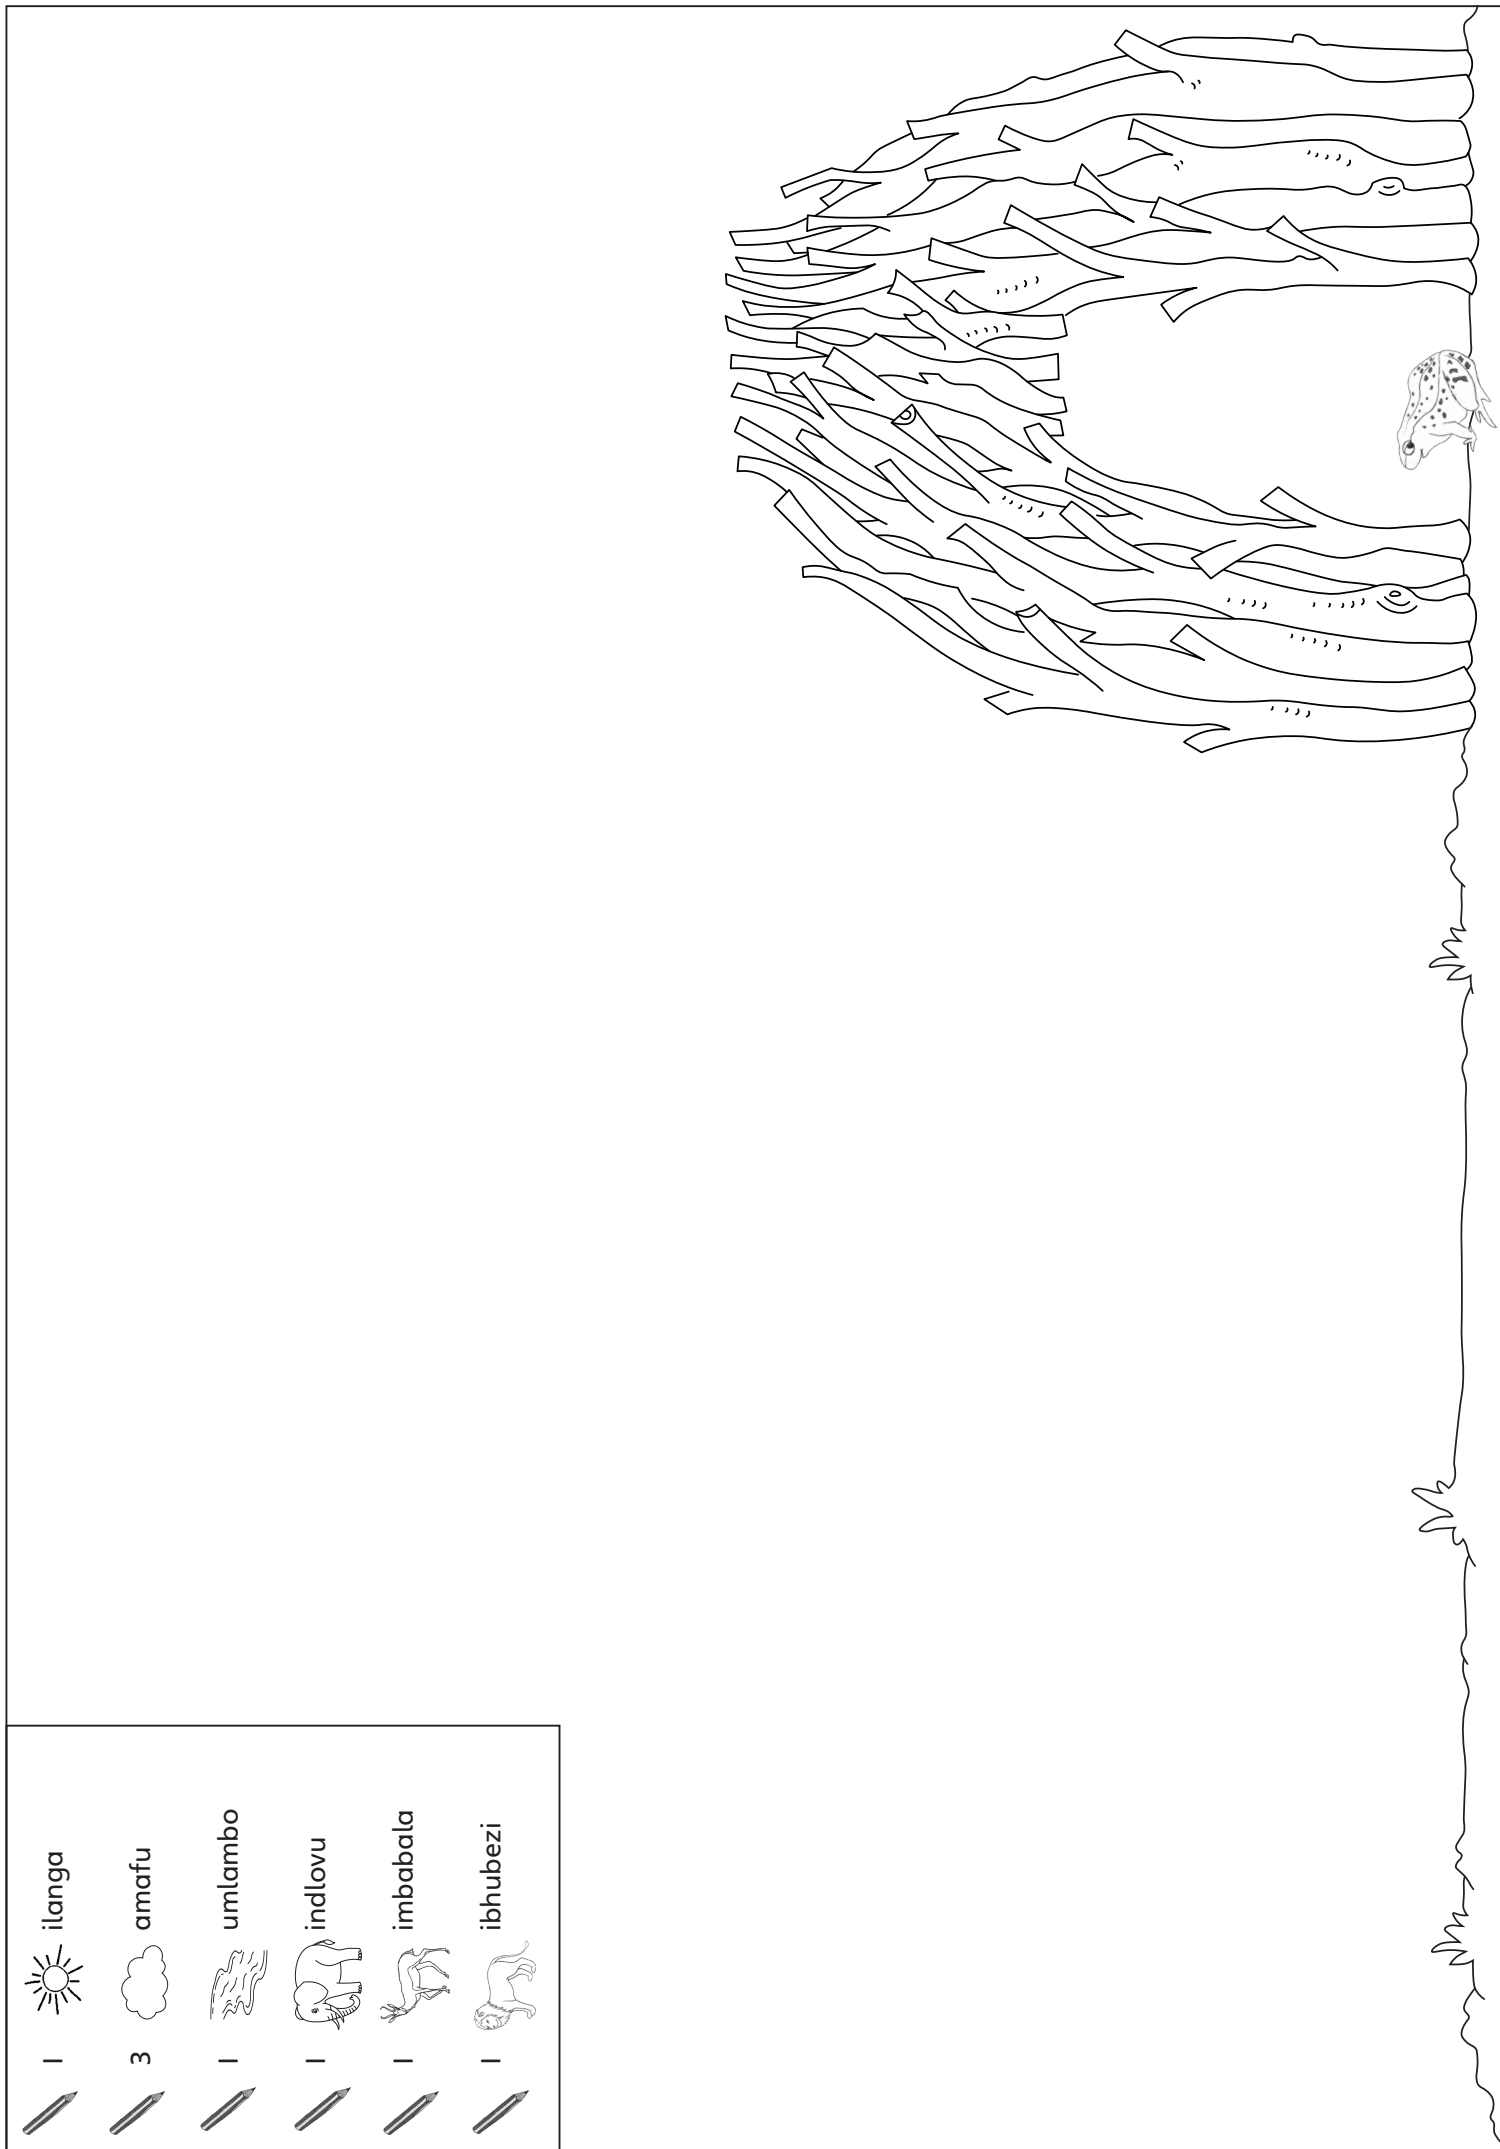 1 ilanga
3 amafu
1 umlambo
1 indlovu
1 imbabala
1 ibhubezi